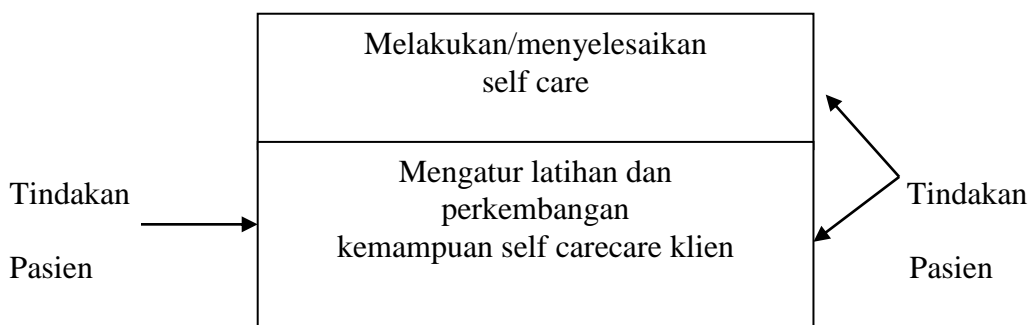 Melakukan/menyelesaikan
self care
Mengatur latihan dan
perkembangan
kemampuan self carecare klien
Tindakan
Pasien
Tindakan
Pasien